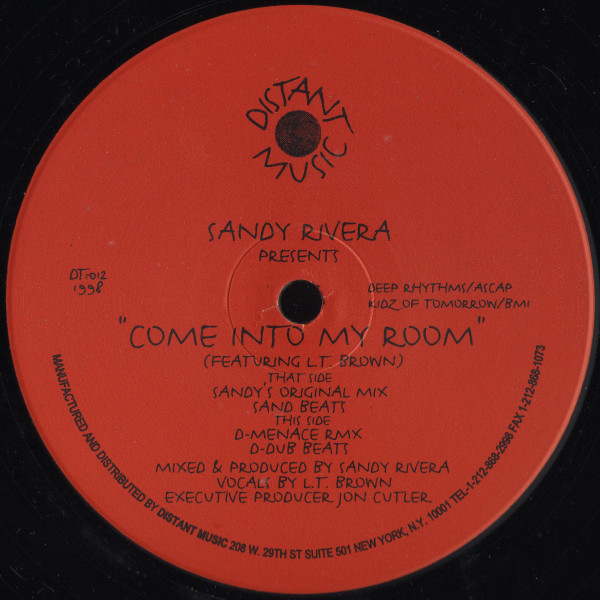 DISTANT
MUSIC
SANDY RIVERA
PRESENTS
DT-012
1998
DEEP RHYTHMS/ASCAP
KIDZ OF TOMORROW/BMI
"COME INTO MY ROOM"
(FEATURING L.T. BROWN)
THAT SIDE
SANDY'S ORIGINAL MIX
SAND BEATS
THIS SIDE
D-MENACE RMX
D-DUB BEATS
MIXED & PRODUCED BY SANDY RIVERA
VOCALS BY L.T. BROWN
EXECUTIVE PRODUCER JON CUTLER
MANUFACTURED AND DISTRIBUTED BY DISTANT MUSIC 208 W. 29TH ST SUITE 501 NEW YORK, N.Y. 10001 TEL-1-212-868-2998 FAX 1-212-868-1073